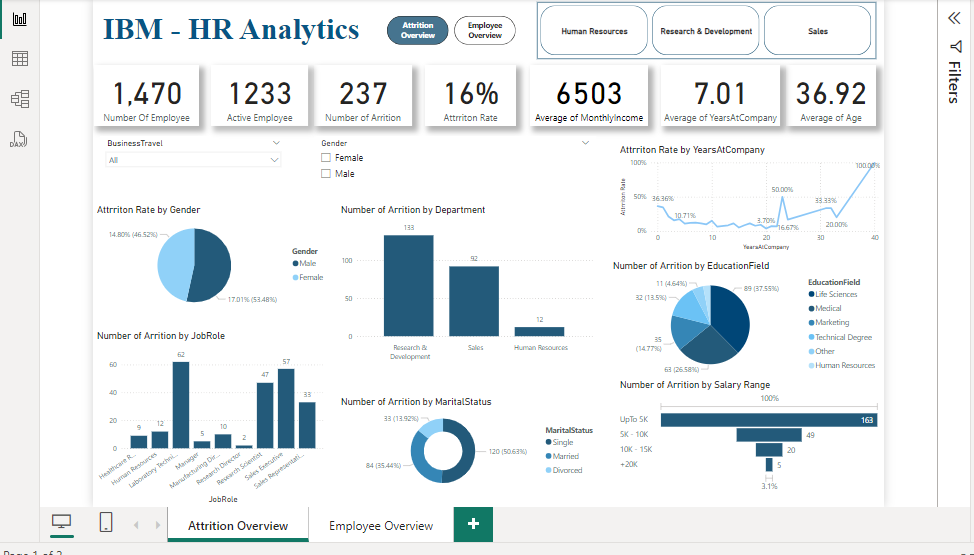 IBM - HR Analytics
Attrition
Overview
Employee
Overview
Human Resources
Research & Development
Sales
Filters
1,470
Number Of Employee
1233
Active Employee
237
Number of Arrition
16%
Attrriton Rate
6503
Average of MonthlyIncome
7.01
Average of YearsAtCompany
36.92
Average of Age
BusinessTravel
All
Gender
Female
Male
Attrriton Rate by YearsAtCompany
100%
50%
0%
Attrriton Rate
36.36%
10.71%
3.70%
50.00%
16.67%
33.33%
20.00%
100.00%
0
10
20
30
40
YearsAtCompany
Attrriton Rate by Gender
14.80% (46.52%)
17.01% (53.48%)
Gender
Male
Female
Number of Arrition by Department
100
50
0
133
92
12
Research &
Development
Sales
Human Resources
Number of Arrition by EducationField
11 (4.64%)
32 (13.5%)
35
(14.77%)
63 (26.58%)
89 (37.55%)
EducationField
Life Sciences
Medical
Marketing
Technical Degree
Other
Human Resources
Number of Arrition by JobRole
60
40
20
0
9
12
62
5
10
2
47
57
33
Healthcare R...
Human Resources
Laboratory Techni...
Manager
Manufacturing Dir...
Research Director
Research Scientist
Sales Executive
Sales Representati...
JobRole
Number of Arrition by MaritalStatus
33 (13.92%)
84 (35.44%)
120 (50.63%)
MaritalStatus
Single
Married
Divorced
Number of Arrition by Salary Range
100%
UpTo 5K
163
5K - 10K
49
10K - 15K
20
+20K
5
3.1%
Attrition Overview
Employee Overview
+
Page 1 of 2
DAX